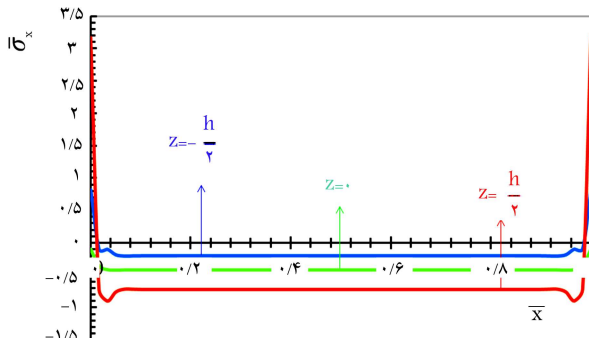 ۳/۵
σ̅x
۳
۲/۵
۲
h
z=- ―
۲
۱/۵
۱
z=۰
h
z= ―
۲
۰/۵
۰
۰ ۰/۲ ۰/۴ ۰/۶ ۰/۸
-۰/۵
-۱
x̅
-۱/۵